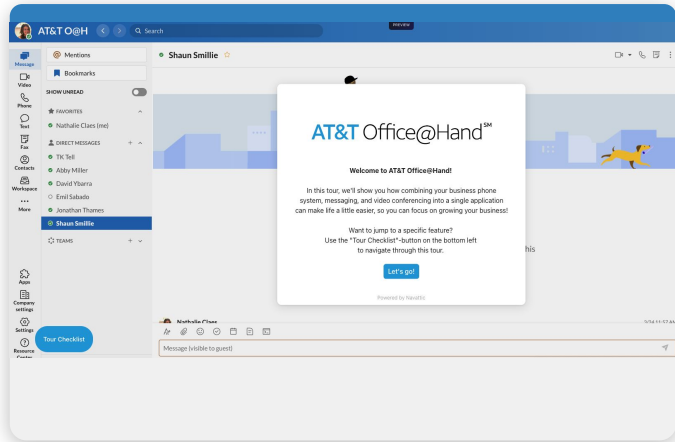 AT&T O@H
Search
PREVIEW
Message
Video
Phone
Text
Fax
Contacts
Workspace
More
Apps
Company
settings
Settings
Resource
Center
@ Mentions
Bookmarks
SHOW UNREAD
FAVORITES
Nathalie Claes (me)
DIRECT MESSAGES
TK Tell
Abby Miller
David Ybarra
Emil Sabado
Jonathan Thames
Shaun Smillie
TEAMS
Tour Checklist
Shaun Smillie
AT&T Office@Hand℠
Welcome to AT&T Office@Hand!
In this tour, we'll show you how combining your business phone
system, messaging, and video conferencing into a single application
can make life a little easier, so you can focus on growing your business!
Want to jump to a specific feature?
Use the "Tour Checklist"-button on the bottom left
to navigate through this tour.
Let's go!
Powered by Navattic
his
Nathalie Claes
Message (visible to guest)